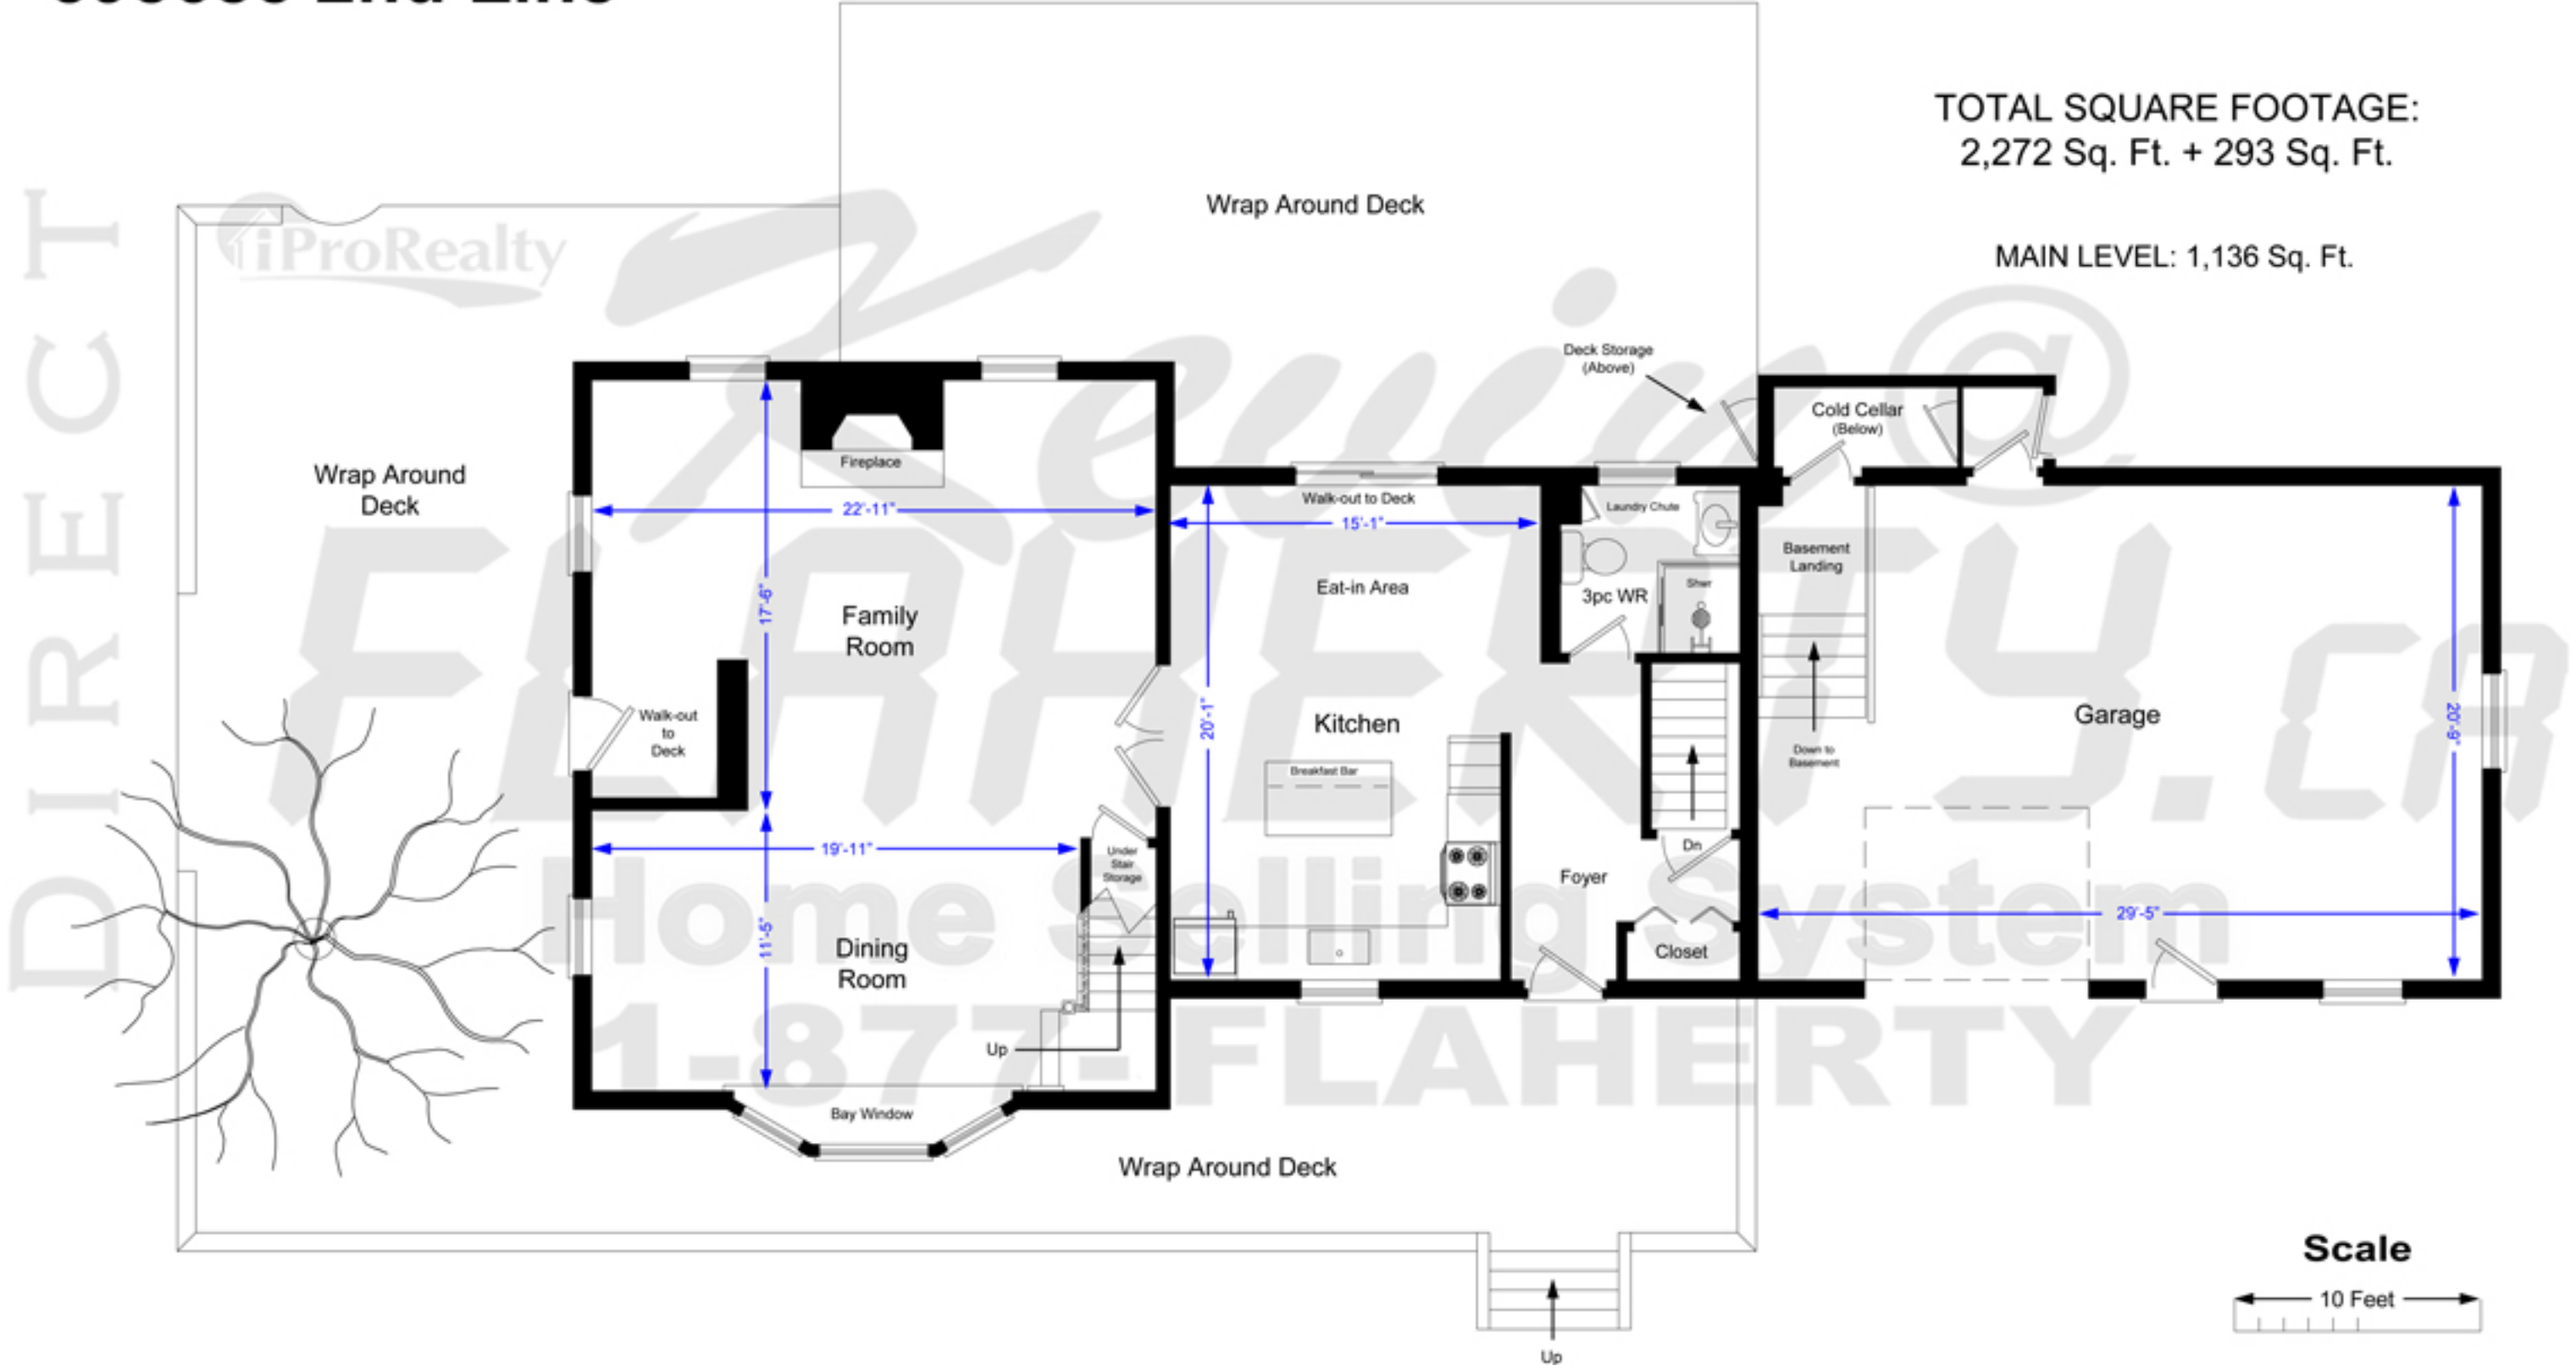 2nd Line
TOTAL SQUARE FOOTAGE:
2,272 Sq. Ft. + 293 Sq. Ft.
MAIN LEVEL: 1,136 Sq. Ft.
Wrap Around Deck
iProRealty
DIRECT
Kevin@
FLAHERTY.CA
Home Selling System
1-877-FLAHERTY
Deck Storage
(Above)
Cold Cellar
(Below)
Wrap Around
Deck
Fireplace
22'-11"
17'-6"
Family
Room
Walk-out
to
Deck
Walk-out to Deck
15'-1"
Eat-in Area
20'-1"
Kitchen
Breakfast Bar
Laundry Chute
3pc WR
Shwr
Basement
Landing
Down to
Basement
Garage
20'-9"
29'-5"
19'-11"
11'-5"
Under
Stair
Storage
Dining
Room
Up
Bay Window
Foyer
Dn
Closet
Wrap Around Deck
Up
Scale
10 Feet